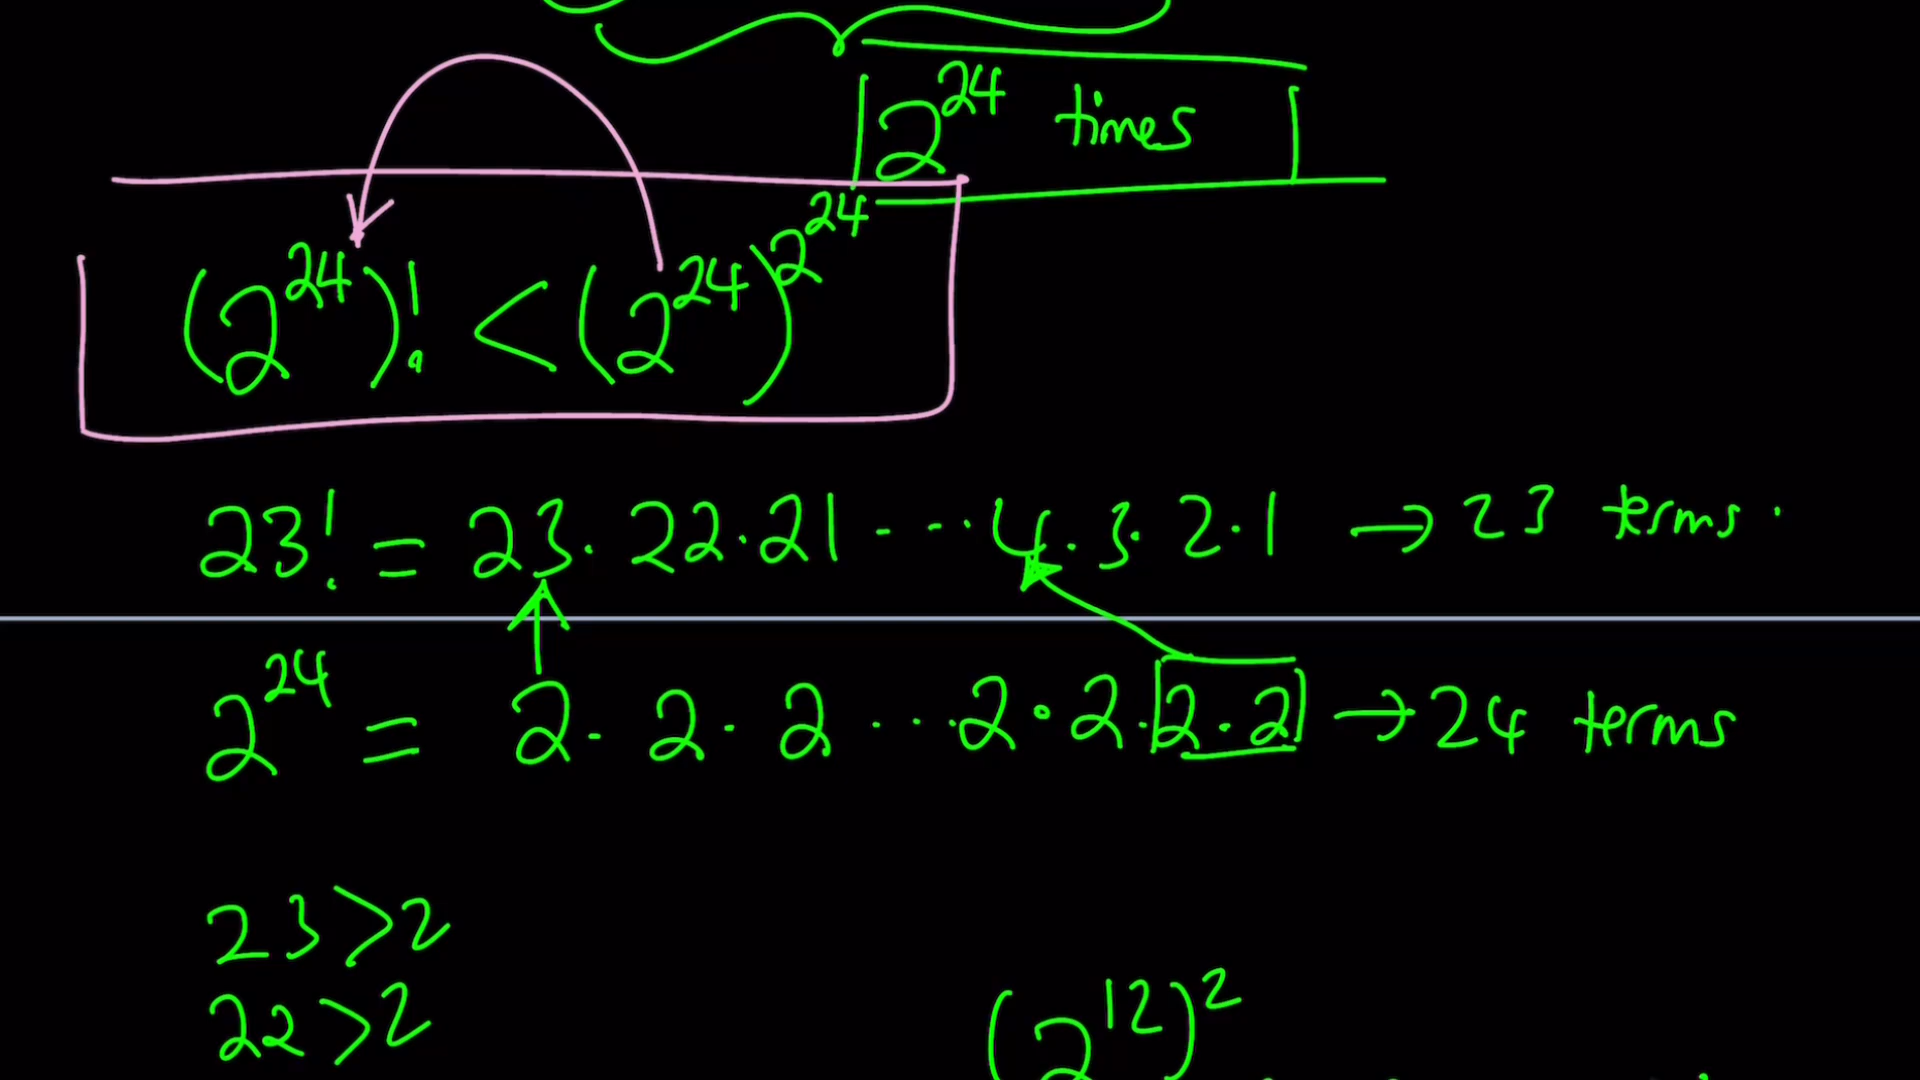 2^24 times
(2^24)! < (2^24)^2^24
23! = 23 · 22 · 21 - - · · 4 · 3 · 2 · 1 → 23 terms.
2^24 = 2 · 2 · 2 · · · 2 · 2 · 2 · 2 → 24 terms
23 > 2
22 > 2
(2^12)^2